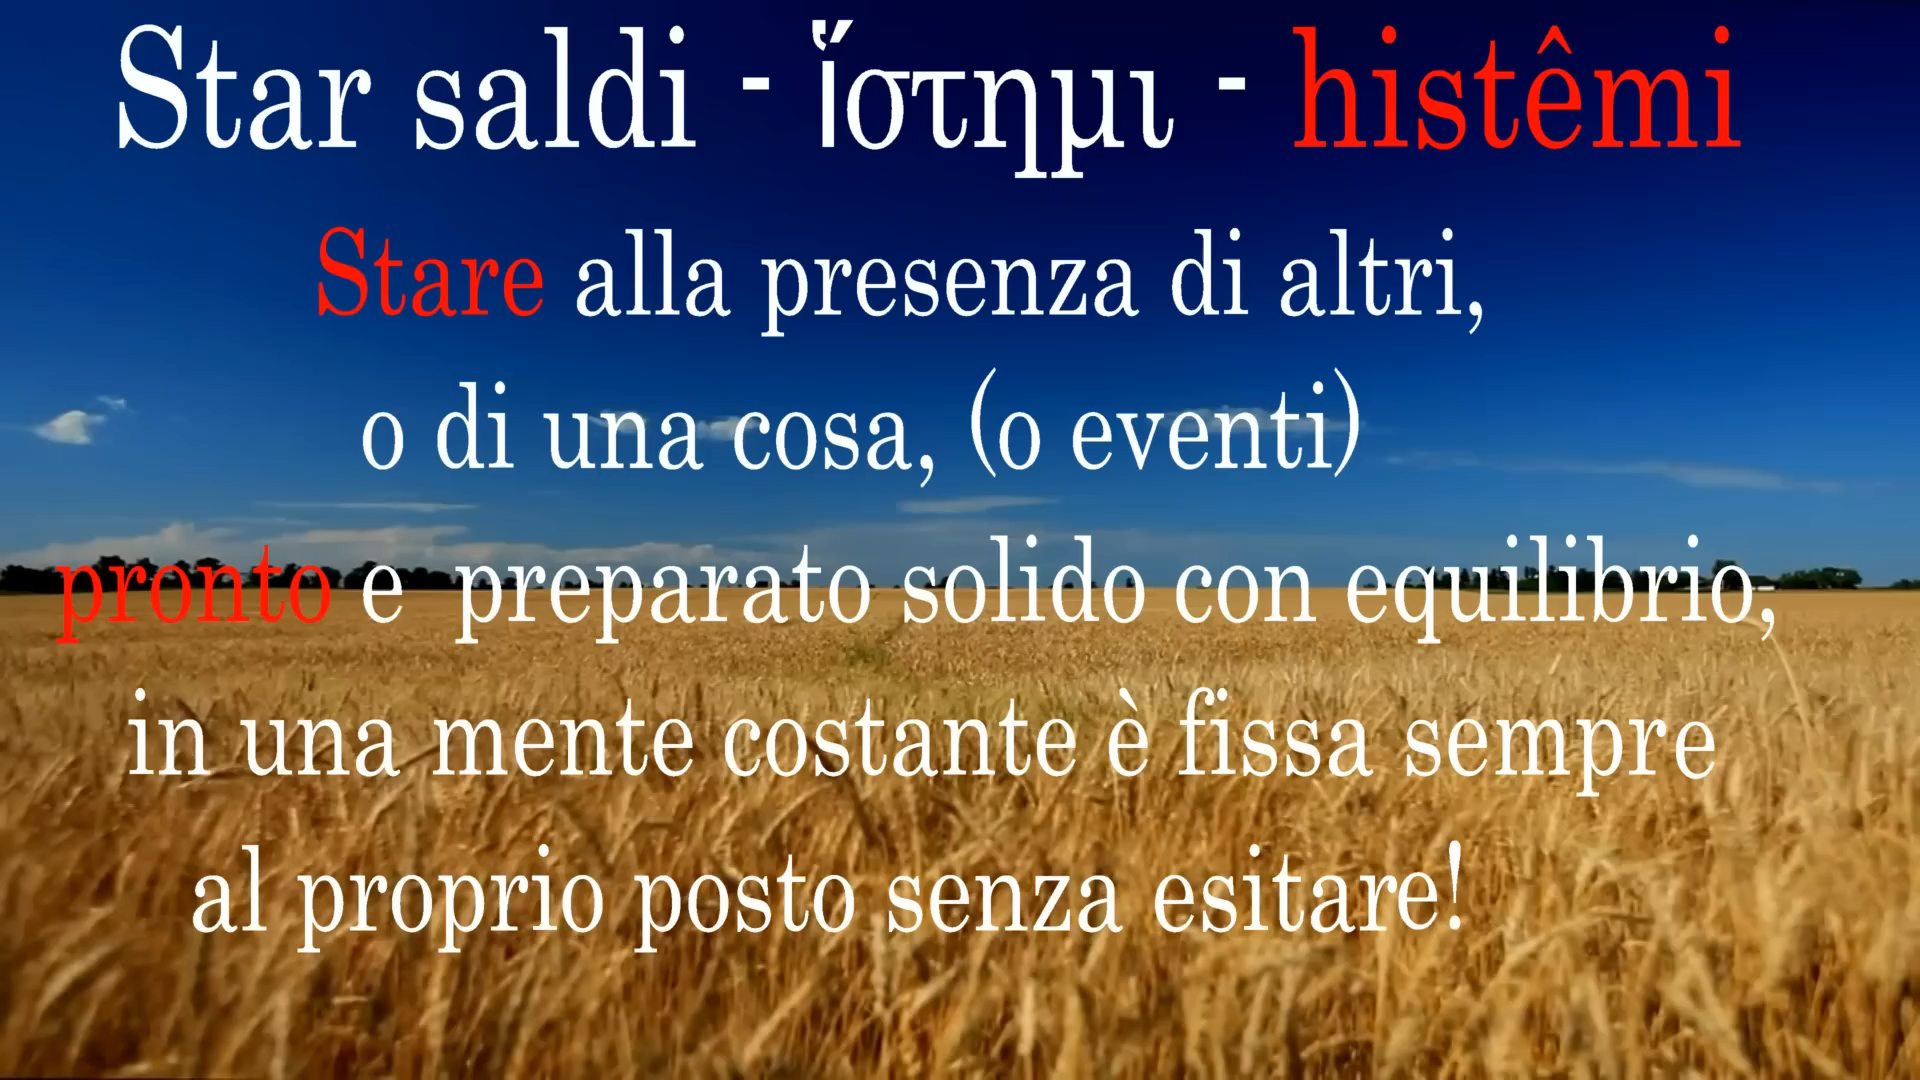 Star saldi - ἵστημι - histêmi
Stare alla presenza di altri,
o di una cosa, (o eventi)
pronto e preparato solido con equilibrio,
in una mente costante è fissa sempre
al proprio posto senza esitare!